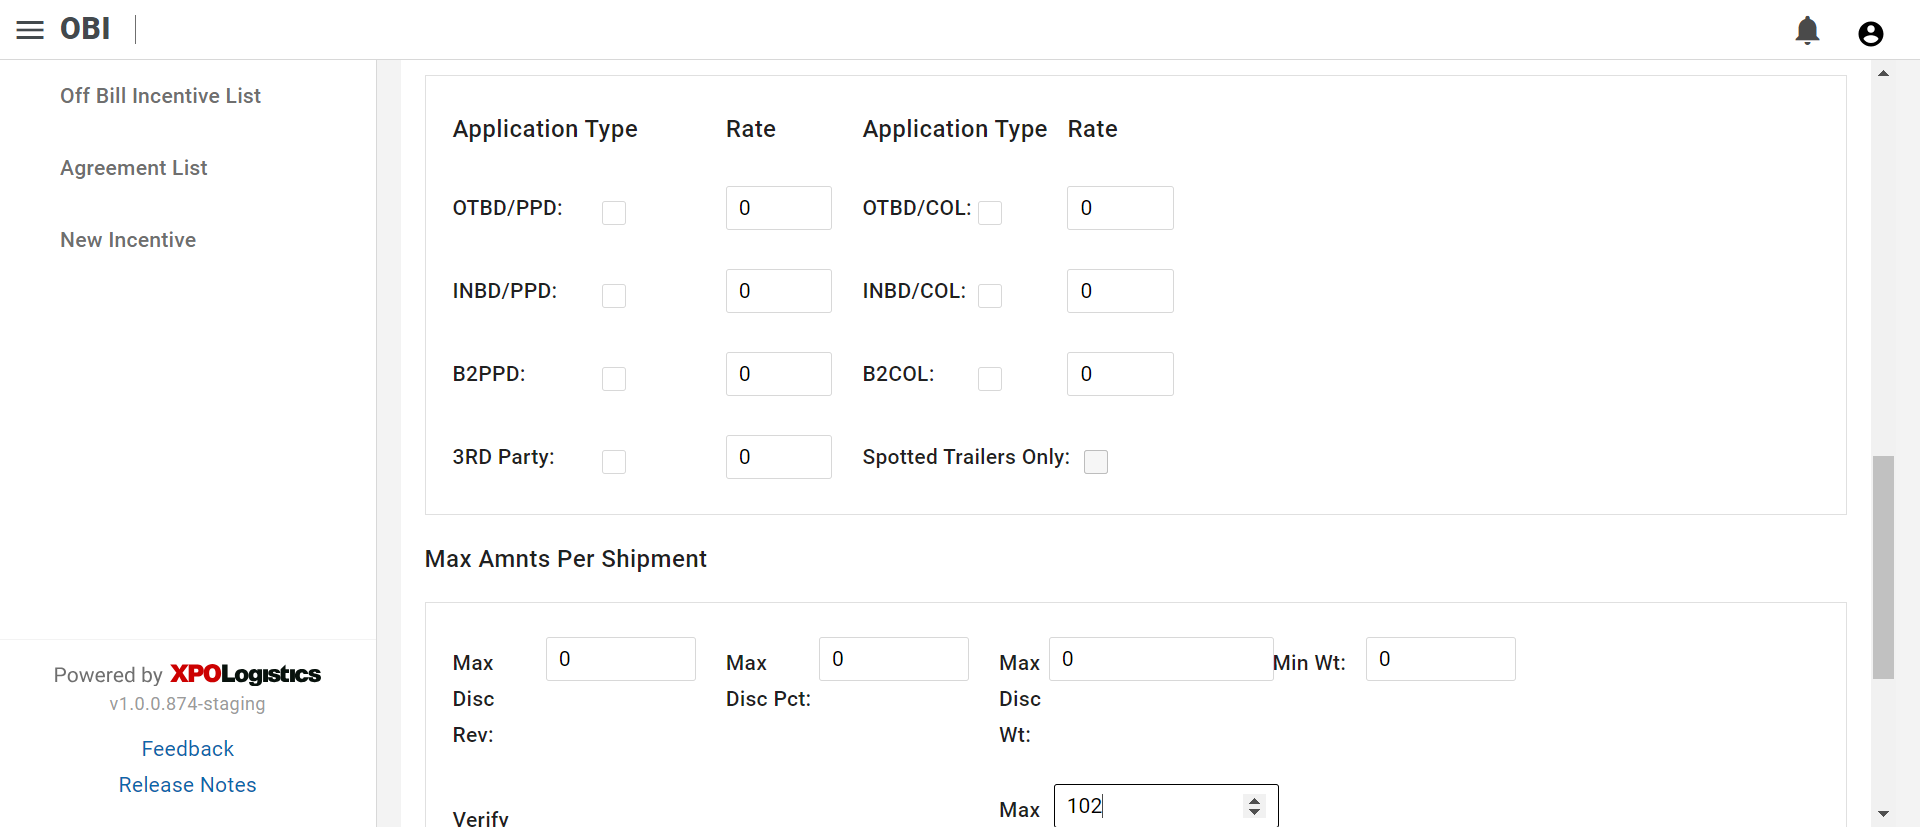 OBI
Off Bill Incentive List
Agreement List
New Incentive
Powered by XPOLogistics
v1.0.0.874-staging
Feedback
Release Notes
Application Type Rate Application Type Rate
OTBD/PPD: 0 OTBD/COL: 0
INBD/PPD: 0 INBD/COL: 0
B2PPD: 0 B2COL: 0
3RD Party: 0 Spotted Trailers Only:
Max Amnts Per Shipment
Max 0 Max 0 Max 0 Min Wt: 0
Disc Disc Pct: Disc
Rev: Wt:
Verify Max 102